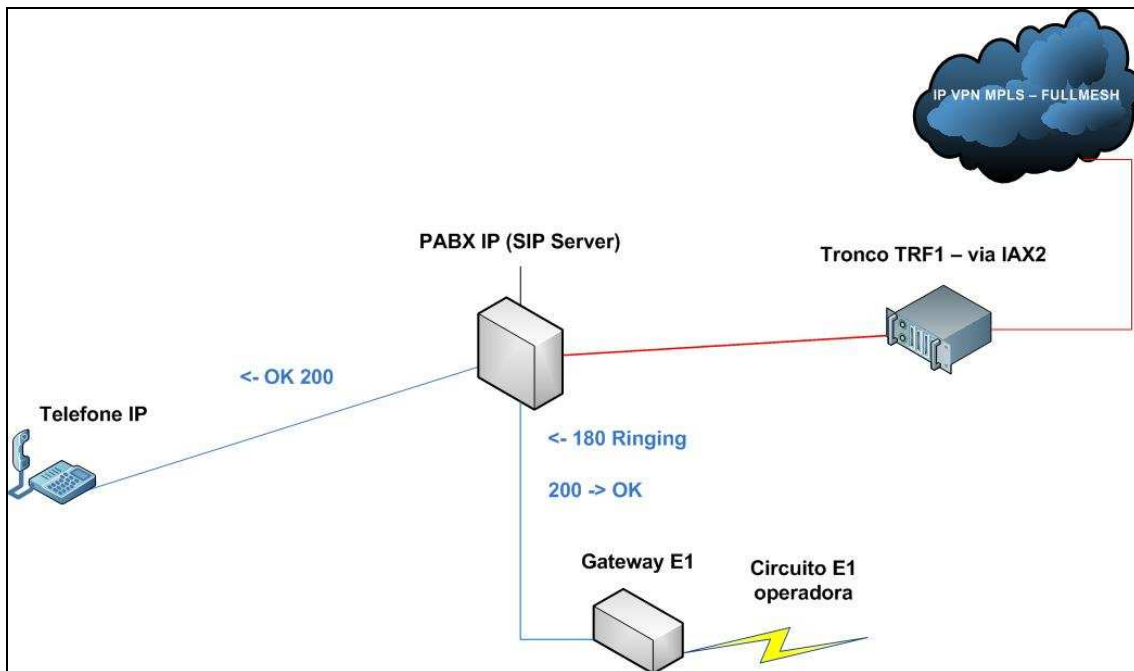 IP VPN MPLS – FULLMESH
PABX IP (SIP Server)
Tronco TRF1 – via IAX2
<- OK 200
Telefone IP
<- 180 Ringing
200 -> OK
Gateway E1
Circuito E1
operadora